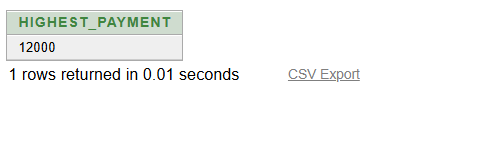 HIGHEST_PAYMENT
12000
1 rows returned in 0.01 seconds CSV Export